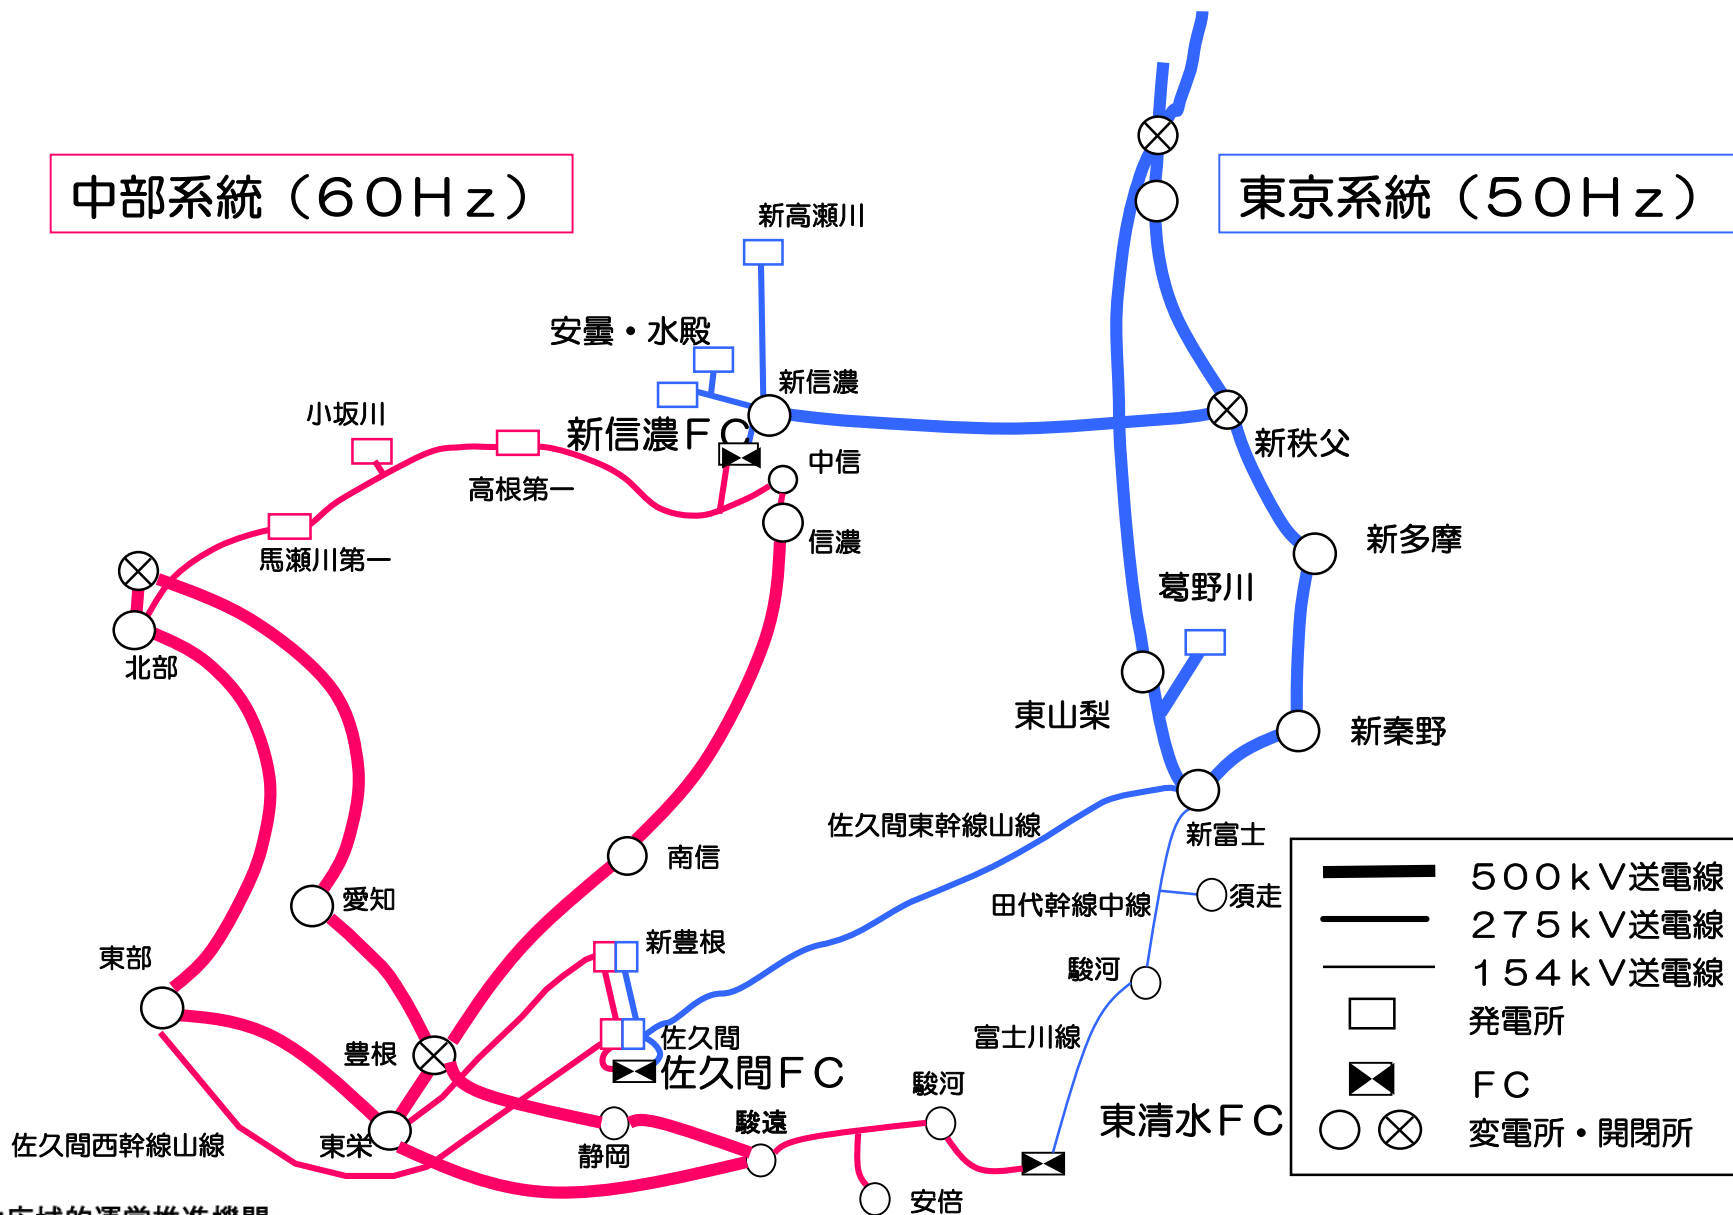 中部系統（60Hz）
東京系統（50Hz）
新高瀬川
安曇・水殿
新信濃
小坂川
新信濃FC
新秩父
中信
高根第一
信濃
新多摩
馬瀬川第一
葛野川
北部
東山梨
新秦野
佐久間東幹線山線
新富士
南信
500kV送電線
愛知
田代幹線中線
須走
275kV送電線
新豊根
東部
駿河
154kV送電線
発電所
佐久間
富士川線
豊根
佐久間FC
駿河
FC
東清水FC
駿遠
変電所・開閉所
佐久間西幹線山線
東栄
静岡
安倍